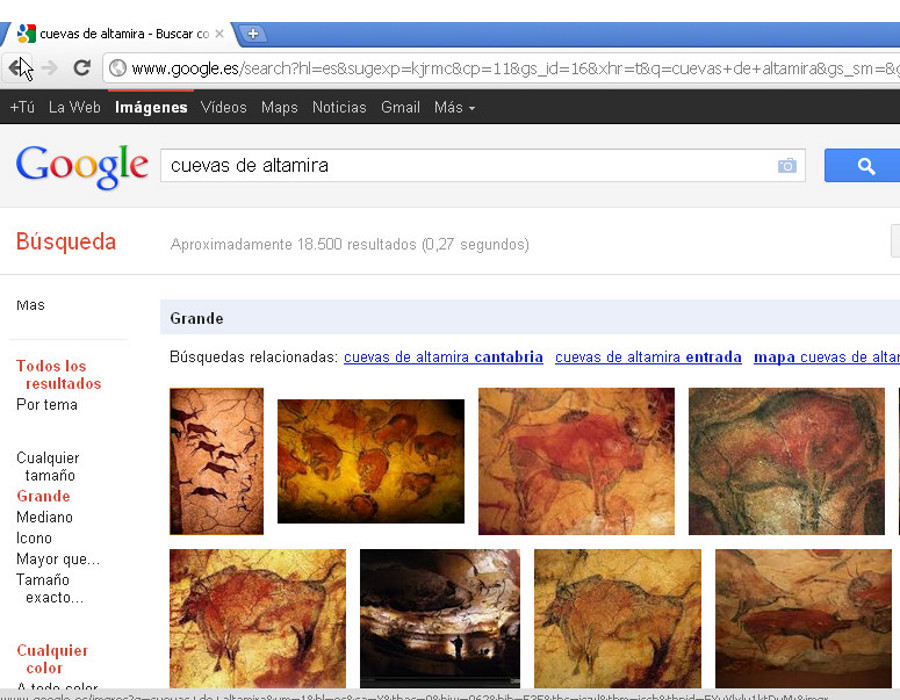 cuevas de altamira - Buscar co
www.google.es/search?hl=es&sugexp=kjrmc&cp=11&gs_id=16&xhr=t&q=cuevas+de+altamira&gs_sm=&
+Tú La Web Imágenes Vídeos Maps Noticias Gmail Más
Google cuevas de altamira
Búsqueda Aproximadamente 18.500 resultados (0,27 segundos)
Mas
Grande
Búsquedas relacionadas: cuevas de altamira cantabria cuevas de altamira entrada mapa cuevas de altar
Todos los
resultados
Por tema
Cualquier
tamaño
Grande
Mediano
Icono
Mayor que...
Tamaño
exacto...
Cualquier
color
A todo color